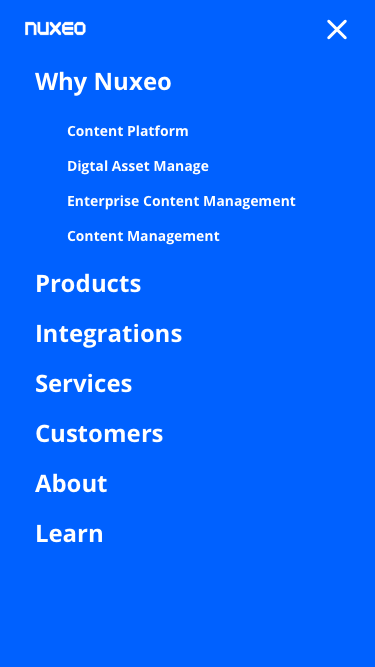 nuxeo
Why Nuxeo
Content Platform
Digtal Asset Manage
Enterprise Content Management
Content Management
Products
Integrations
Services
Customers
About
Learn